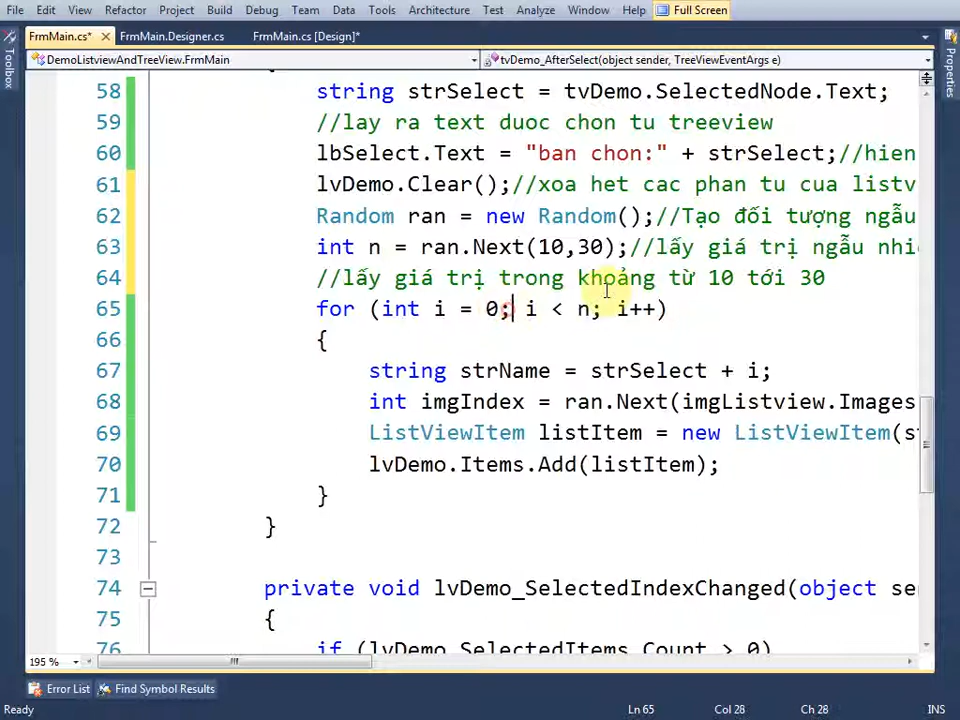 File Edit View Refactor Project Build Debug Team Data Tools Architecture Test Analyze Window Help Full Screen
FrmMain.cs* FrmMain.Designer.cs FrmMain.cs [Design]*
DemoListviewAndTreeView.FrmMain tvDemo_AfterSelect(object sender, TreeViewEventArgs e)
Toolbox
Properties
58 string strSelect = tvDemo.SelectedNode.Text;
59 //lay ra text duoc chon tu treeview
60 lbSelect.Text = "ban chon:" + strSelect;//hien
61 lvDemo.Clear();//xoa het cac phan tu cua listv
62 Random ran = new Random();//Tạo đối tượng ngẫu
63 int n = ran.Next(10,30);//lấy giá trị ngẫu nhiê
64 //lấy giá trị trong khoảng từ 10 tới 30
65 for (int i = 0; i < n; i++)
66 {
67 string strName = strSelect + i;
68 int imgIndex = ran.Next(imgListview.Images
69 ListViewItem listItem = new ListViewItem(st
70 lvDemo.Items.Add(listItem);
71 }
72 }
73
74 private void lvDemo_SelectedIndexChanged(object sen
75 {
76 if (lvDemo.SelectedItems.Count > 0)
195 %
Error List Find Symbol Results
Ready Ln 65 Col 28 Ch 28 INS